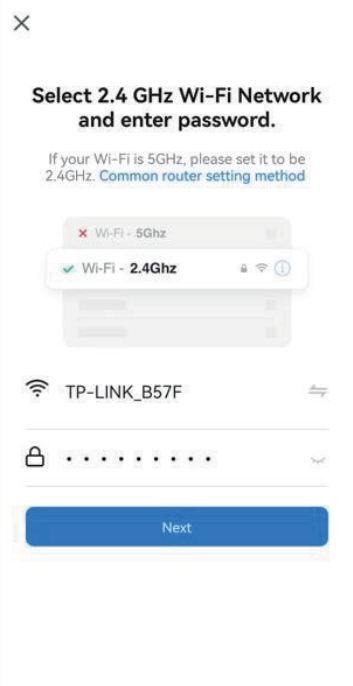 Select 2.4 GHz Wi-Fi Network
and enter password.
If your Wi-Fi is 5GHz, please set it to be
2.4GHz. Common router setting method
Wi-Fi - 5Ghz
Wi-Fi - 2.4Ghz
TP-LINK_B57F
Next